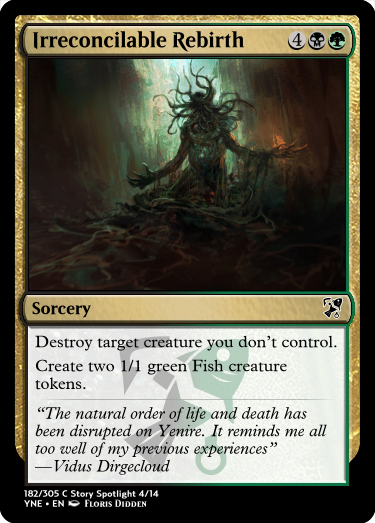 Irreconcilable Rebirth 4
Sorcery
Destroy target creature you don't control.
Create two 1/1 green Fish creature
tokens.
"The natural order of life and death has
been disrupted on Yenire. It reminds me all
too well of my previous experiences"
—Vidus Dirgecloud
182/305 C Story Spotlight 4/14
YNE • EN Floris Didden